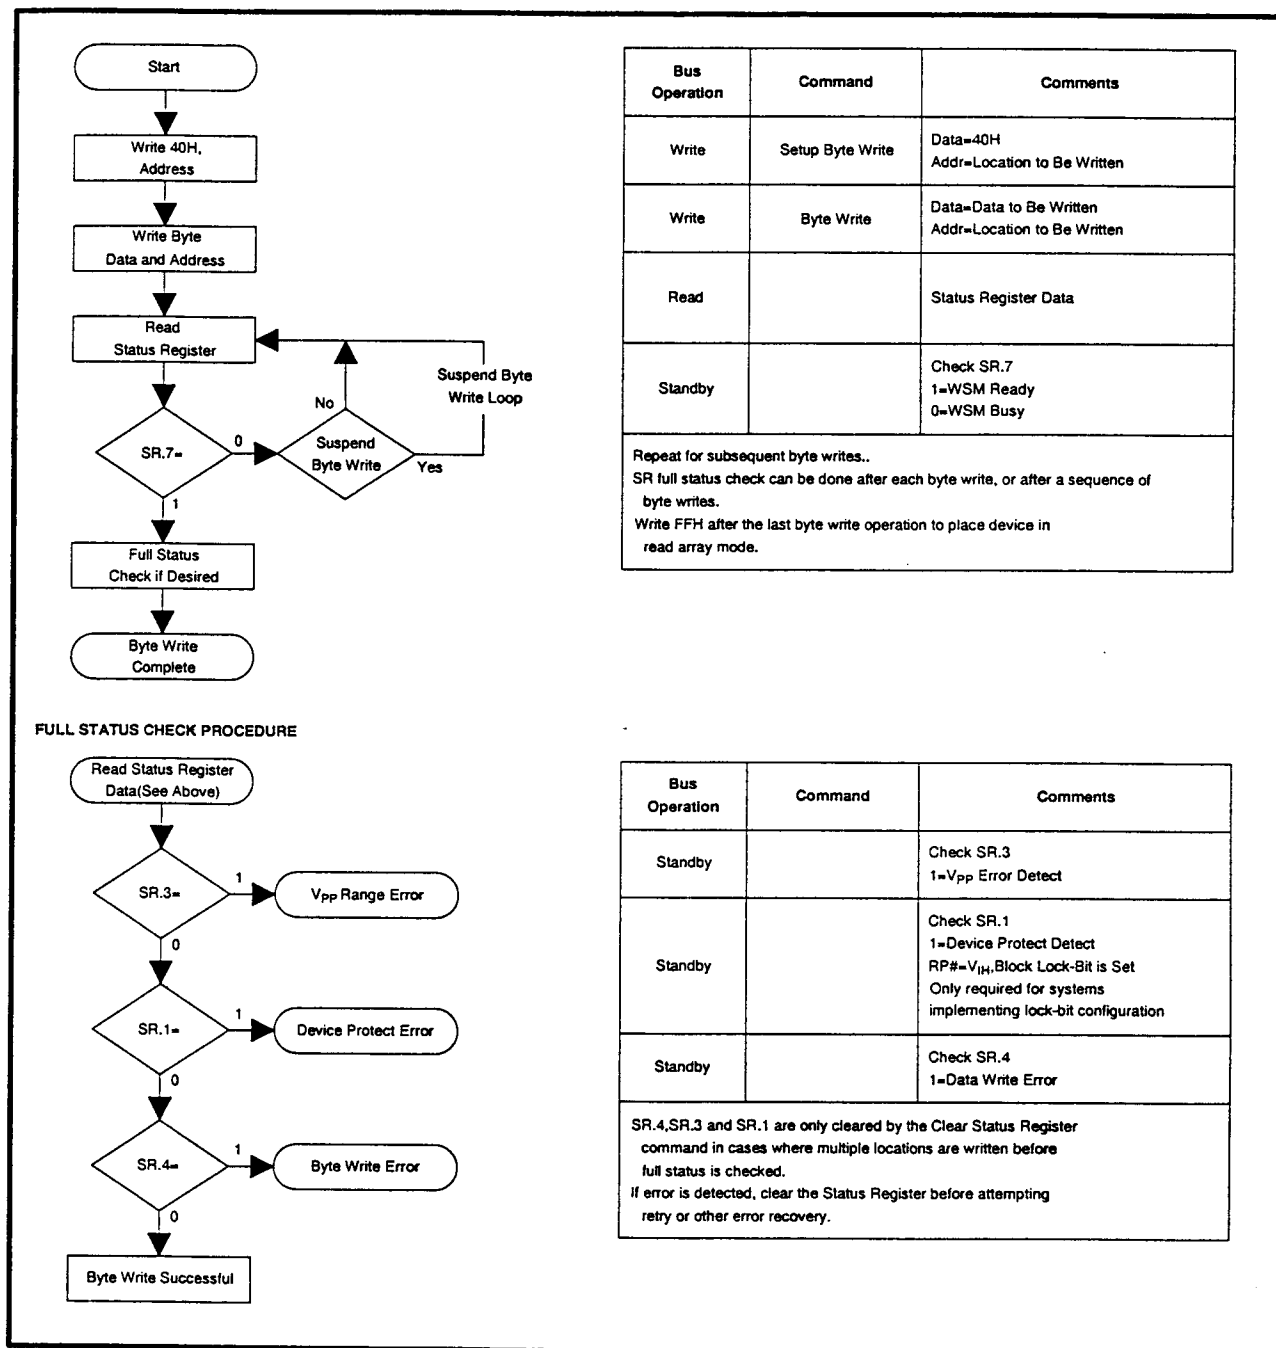 Start
Write 40H,
Address
Write Byte
Data and Address
Read
Status Register
Suspend Byte
Write Loop
No
SR.7=
0
Suspend
Byte Write
Yes
1
Full Status
Check if Desired
Byte Write
Complete
Bus
Operation
Command
Comments
Write
Setup Byte Write
Data=40H
Addr=Location to Be Written
Write
Byte Write
Data=Data to Be Written
Addr=Location to Be Written
Read
Status Register Data
Standby
Check SR.7
1=WSM Ready
0=WSM Busy
Repeat for subsequent byte writes..
SR full status check can be done after each byte write, or after a sequence of
byte writes.
Write FFH after the last byte write operation to place device in
read array mode.
FULL STATUS CHECK PROCEDURE
Read Status Register
Data(See Above)
SR.3=
1
VPP Range Error
0
SR.1=
1
Device Protect Error
0
SR.4=
1
Byte Write Error
0
Byte Write Successful
Bus
Operation
Command
Comments
Standby
Check SR.3
1=VPP Error Detect
Standby
Check SR.1
1=Device Protect Detect
RP#=VIH,Block Lock-Bit is Set
Only required for systems
implementing lock-bit configuration
Standby
Check SR.4
1=Data Write Error
SR.4,SR.3 and SR.1 are only cleared by the Clear Status Register
command in cases where multiple locations are written before
full status is checked.
If error is detected, clear the Status Register before attempting
retry or other error recovery.